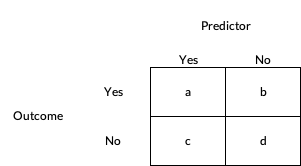 Predictor
Yes No
Yes a b
Outcome
No c d